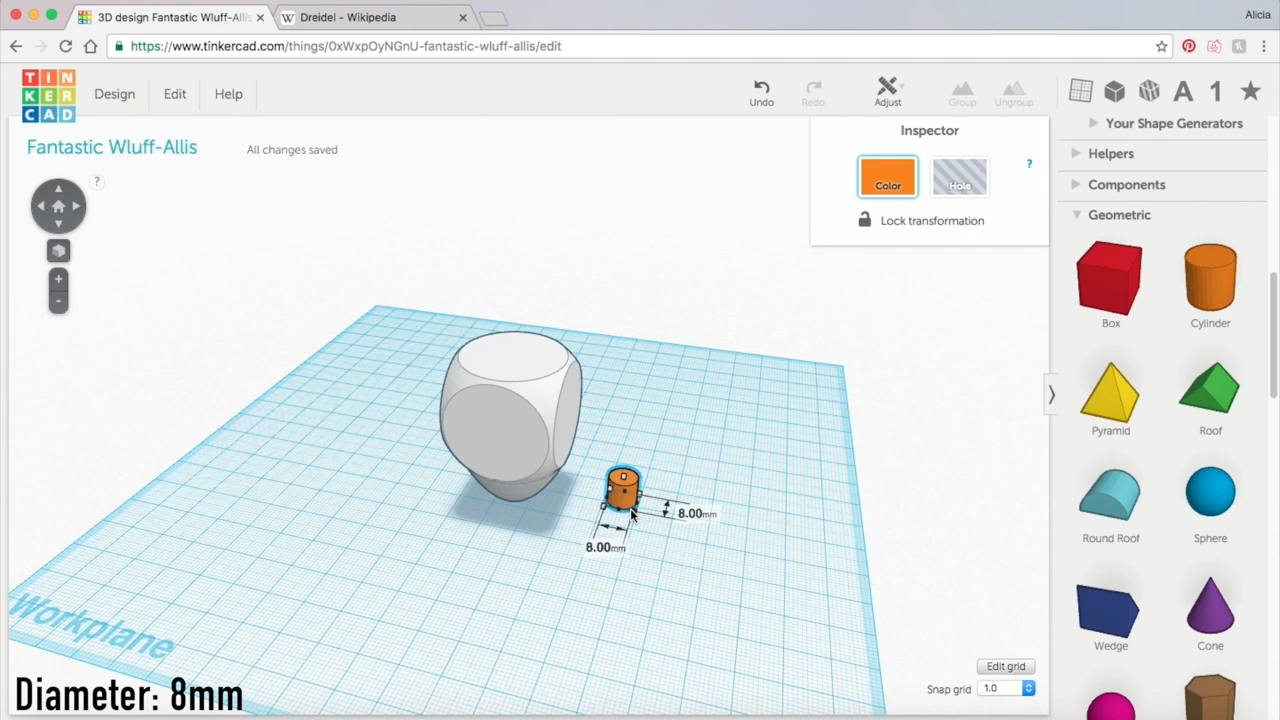 3D design Fantastic Wluff-Allis
Dreidel - Wikipedia
Alicia
https://www.tinkercad.com/things/0xWxpOyNGnU-fantastic-wluff-allis/edit
TIN
KER
CAD
Design
Edit
Help
Undo
Redo
Adjust
Group
Ungroup
A
1
Fantastic Wluff-Allis
All changes saved
?
+
-
Inspector
Color
Hole
?
Lock transformation
Your Shape Generators
Helpers
Components
Geometric
Box
Cylinder
Pyramid
Roof
Round Roof
Sphere
Wedge
Cone
8.00mm
8.00mm
Workplane
Edit grid
Snap grid 1.0
Diameter: 8mm